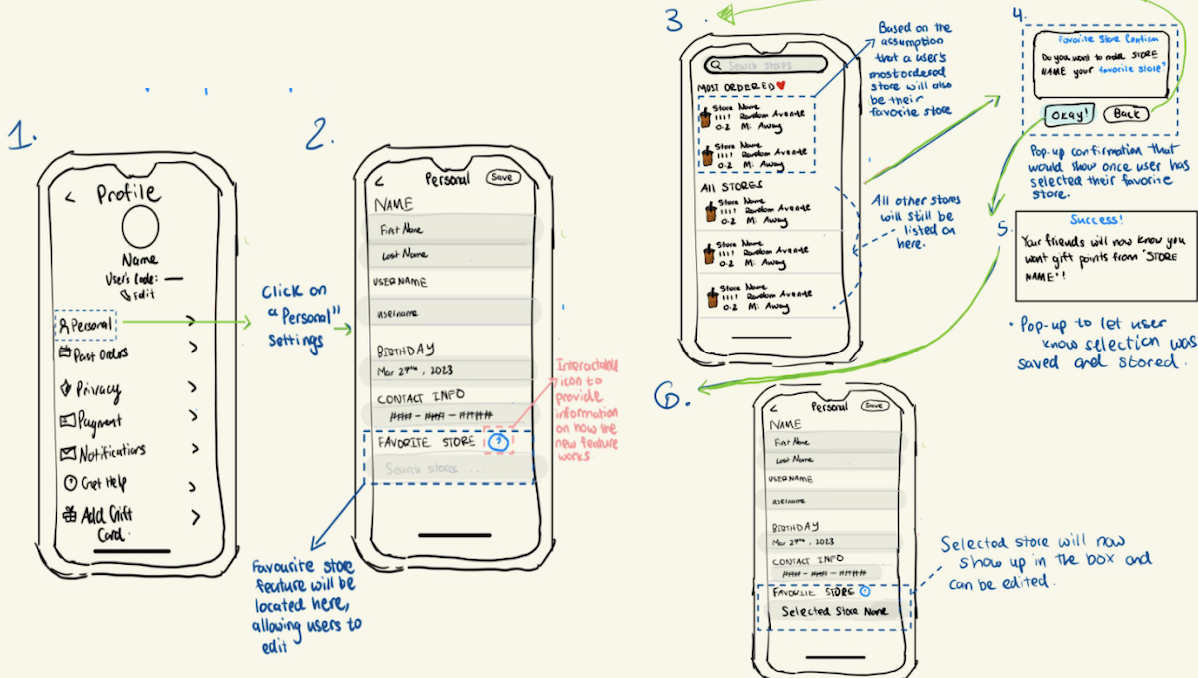 1.
< Profile
Name
User's Code: —
Edit
Personal >
Past Orders >
Privacy >
Payment >
Notifications >
Get Help >
Add Gift >
Card
Click on
"Personal"
settings
2.
< Personal Save
NAME
First Name
Last Name
USERNAME
username
BIRTHDAY
Mar 27th, 2023
CONTACT INFO
### - ### - ####
FAVORITE STORE ?
Search stores ...
Interactable
icon to
provide
information
on how the
new feature
works
Favourite store
feature will be
located here,
allowing users to
edit
3.
Search stores
MOST ORDERED
Store Name
1111 Random Avenue
0.2 Mi Away
Store Name
1111 Random Avenue
0.2 Mi Away
All STORES
Store Name
1111 Random Avenue
0.2 Mi Away
Store Name
1111 Random Avenue
0.2 Mi Away
Store Name
1111 Random Avenue
0.2 Mi Away
Based on the
assumption
that a user's
most ordered
store will also
be their
favorite store
All other stores
will still be
listed on
here.
4.
Favorite Store Confirm
Do you want to make STORE
NAME your favorite store?
Okay! Back
Pop-up confirmation that
would show once user has
selected their favorite
store.
5.
Success!
Your friends will now know you
want gift points from "STORE
NAME"!
• Pop-up to let user
know selection was
saved and stored.
6.
< Personal Save
NAME
First Name
Last Name
USERNAME
username
BIRTHDAY
Mar 27th, 2023
CONTACT INFO
### - ### - ####
FAVORITE STORE
Selected Store Name
Selected store will now
show up in the box and
can be edited.